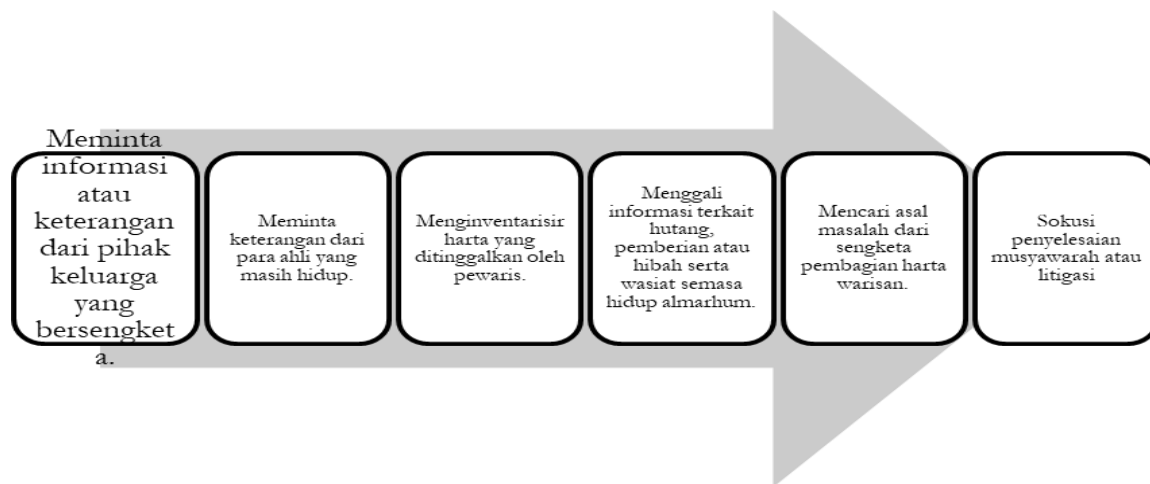 Meminta
informasi
atau
keterangan
dari pihak
keluarga
yang
bersengket
a.
Meminta
keterangan dari
para ahli yang
masih hidup.
Menginventarisir
harta yang
ditinggalkan oleh
pewaris.
Menggali
informasi terkait
hutang,
pemberian atau
hibah serta
wasiat semasa
hidup almarhum.
Mencari asal
masalah dari
sengketa
pembagian harta
warisan.
Sokusi
penyelesaian
musyawarah atau
litigasi